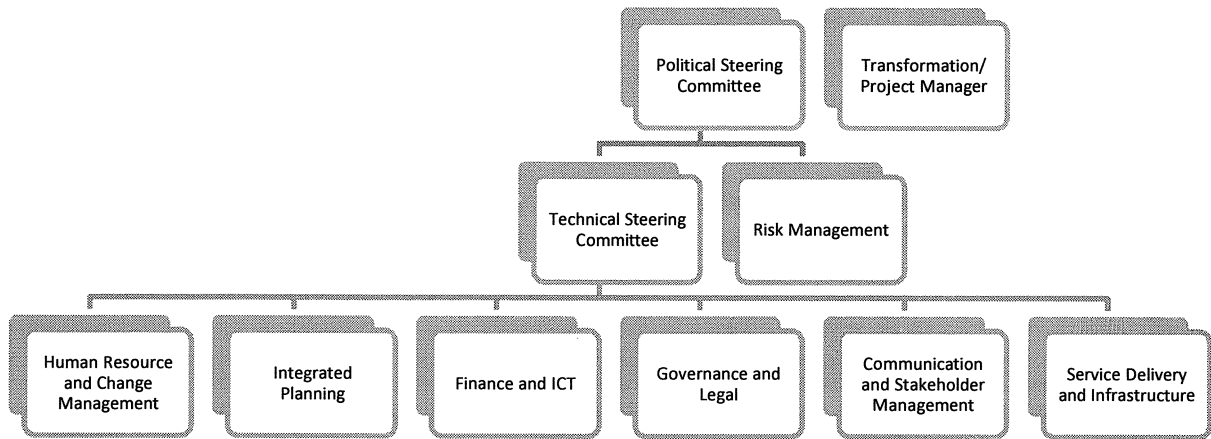 Political Steering
Committee
Transformation/
Project Manager
Technical Steering
Committee
Risk Management
Human Resource
and Change
Management
Integrated
Planning
Finance and ICT
Governance and
Legal
Communication
and Stakeholder
Management
Service Delivery
and Infrastructure